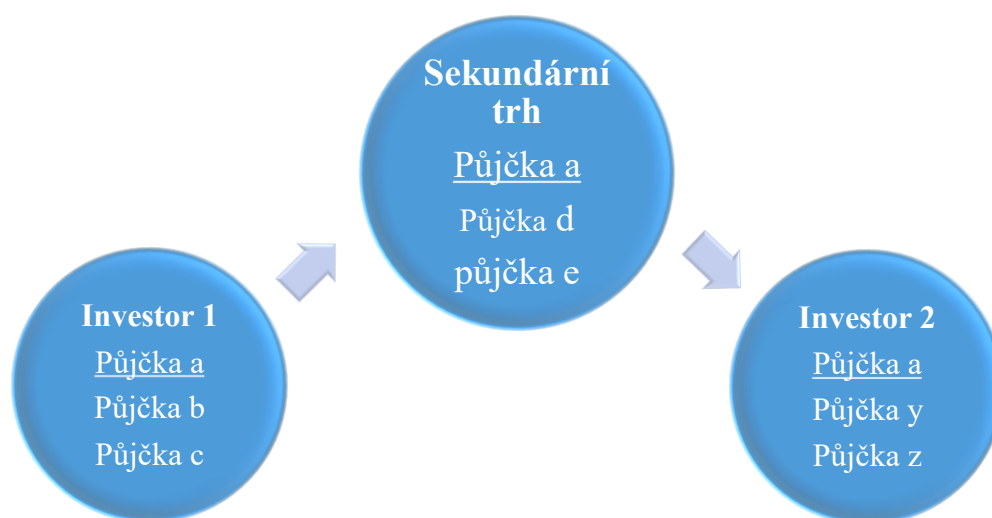 Sekundární
trh
Půjčka a
Půjčka d
půjčka e
Investor 1
Půjčka a
Půjčka b
Půjčka c
Investor 2
Půjčka a
Půjčka y
Půjčka z